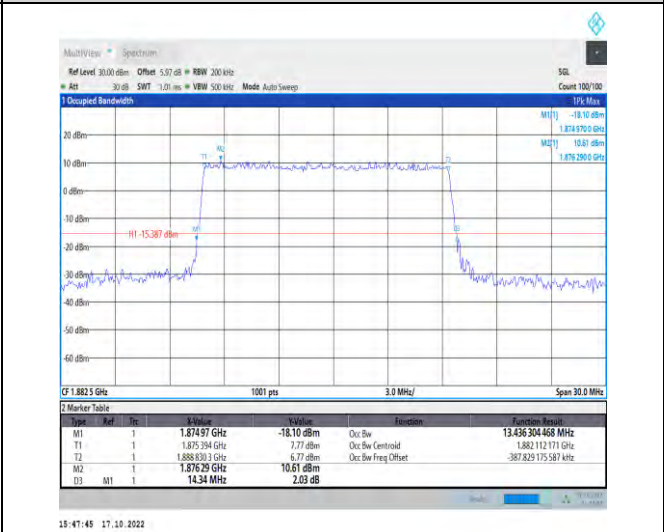 MultiView Spectrum
Ref Level 30.00 dBm Offset 5.97 dB RBW 200 kHz SGL
Att 30 dB SWT 1.01 ms VBW 500 kHz Mode Auto Sweep Count 100/100
1 Occupied Bandwidth 1Pk Max
M1[1] -18.10 dBm
1.874 970 0 GHz
20 dBm M2[1] 10.61 dBm
1.876 290 0 GHz
M2
T1 T2
10 dBm
0 dBm
-10 dBm
M1 D3
H1 -15.387 dBm
-20 dBm
-30 dBm
-40 dBm
-50 dBm
-60 dBm
CF 1.882 5 GHz 1001 pts 3.0 MHz/ Span 30.0 MHz
2 Marker Table
Type Ref Trc X-Value Y-Value Function Function Result
M1 1 1.874 97 GHz -18.10 dBm Occ Bw 13.436 304 468 MHz
T1 1 1.875 394 GHz 7.77 dBm Occ Bw Centroid 1.882 112 171 GHz
T2 1 1.888 830 3 GHz 6.77 dBm Occ Bw Freq Offset -387.829 175 587 kHz
M2 1 1.876 29 GHz 10.61 dBm
D3 M1 1 14.34 MHz 2.03 dB
15:47:45 17.10.2022